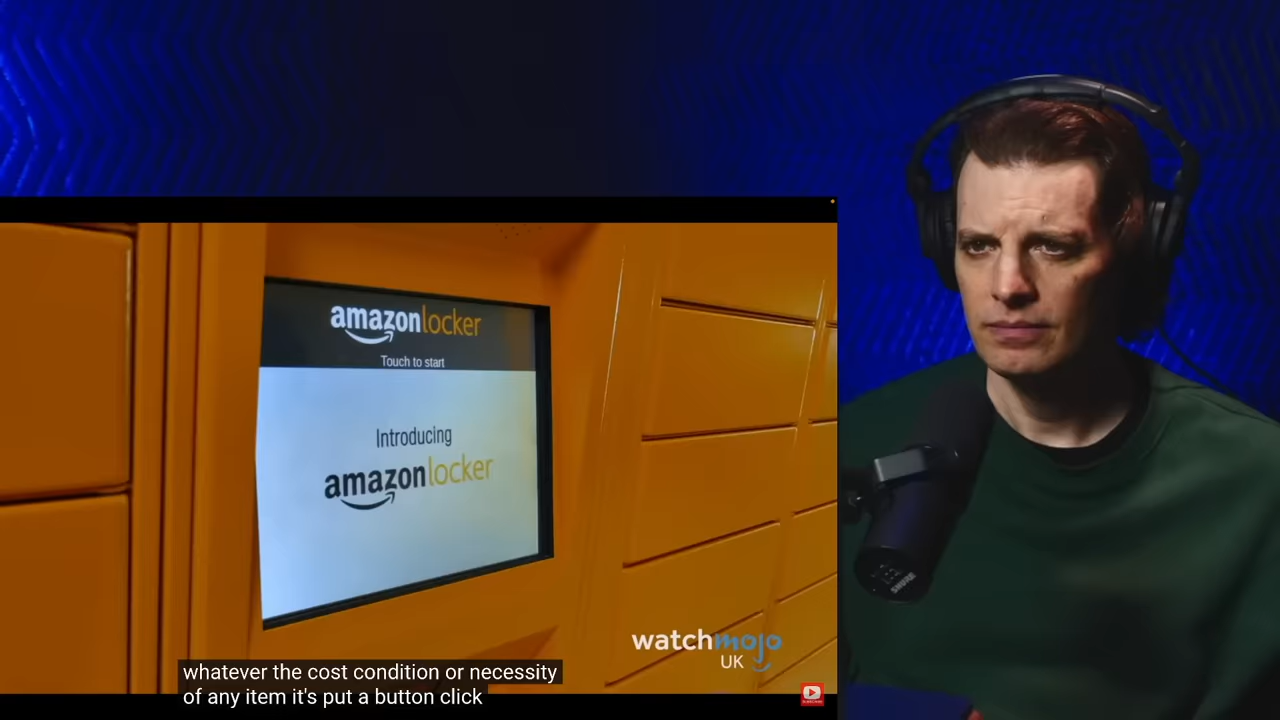 amazonlocker
Touch to start
Introducing
amazonlocker
watchmojo
UK
whatever the cost condition or necessity
of any item it's put a button click
SHURE